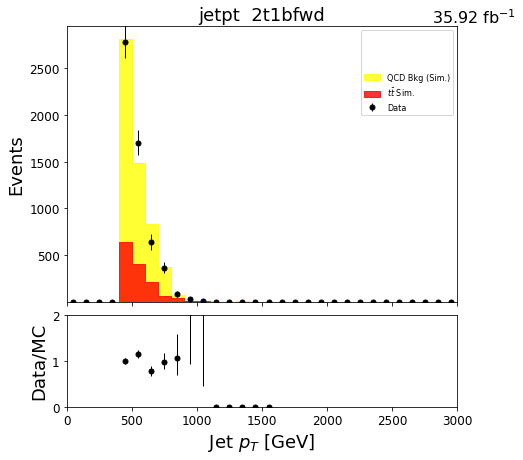 jetpt 2t1bfwd
35.92 fb⁻¹
QCD Bkg (Sim.)
tt̄ Sim.
Data
Events
2500
2000
1500
1000
500
Data/MC
2
1
0
0 500 1000 1500 2000 2500 3000
Jet p_T [GeV]